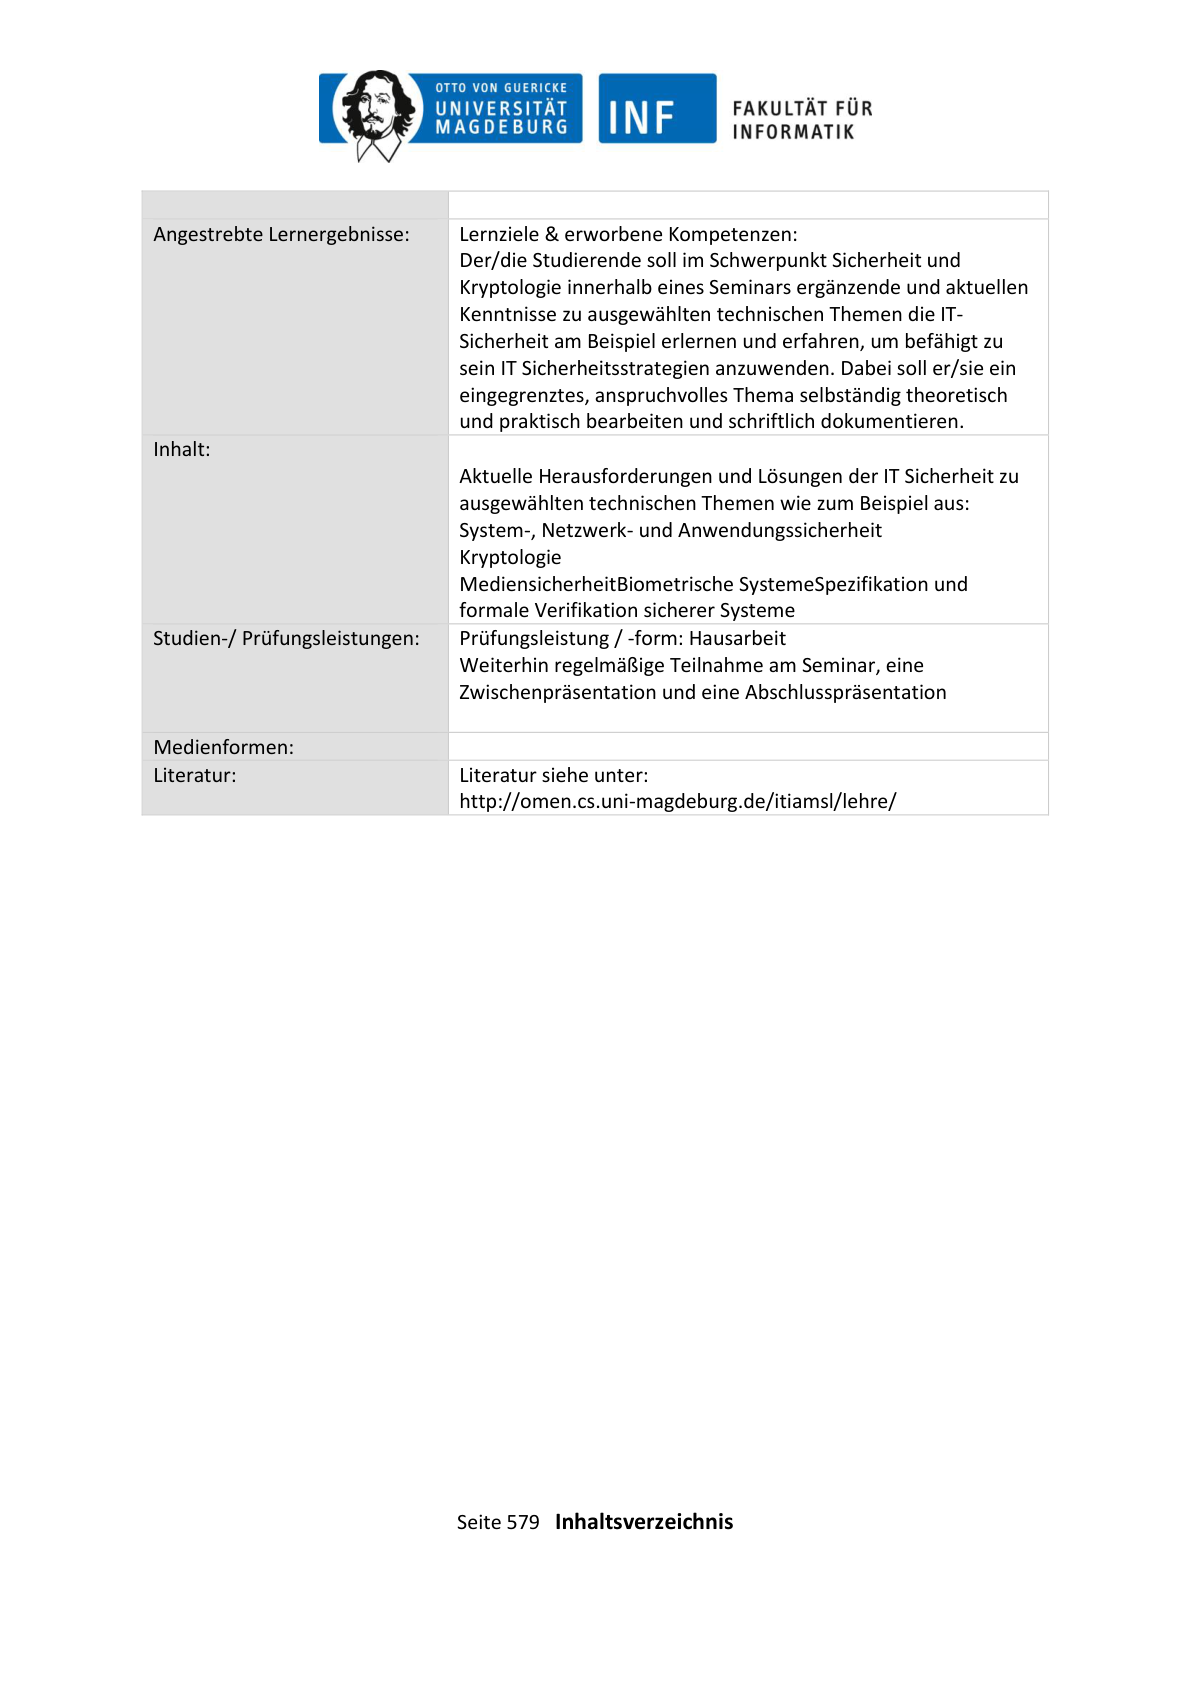 OTTO VON GUERICKE
UNIVERSITÄT
MAGDEBURG
INF
FAKULTÄT FÜR
INFORMATIK
Angestrebte Lernergebnisse:
Lernziele & erworbene Kompetenzen:
Der/die Studierende soll im Schwerpunkt Sicherheit und
Kryptologie innerhalb eines Seminars ergänzende und aktuellen
Kenntnisse zu ausgewählten technischen Themen die IT-
Sicherheit am Beispiel erlernen und erfahren, um befähigt zu
sein IT Sicherheitsstrategien anzuwenden. Dabei soll er/sie ein
eingegrenztes, anspruchvolles Thema selbständig theoretisch
und praktisch bearbeiten und schriftlich dokumentieren.
Inhalt:
Aktuelle Herausforderungen und Lösungen der IT Sicherheit zu
ausgewählten technischen Themen wie zum Beispiel aus:
System-, Netzwerk- und Anwendungssicherheit
Kryptologie
MediensicherheitBiometrische SystemeSpezifikation und
formale Verifikation sicherer Systeme
Studien-/ Prüfungsleistungen:
Prüfungsleistung / -form: Hausarbeit
Weiterhin regelmäßige Teilnahme am Seminar, eine
Zwischenpräsentation und eine Abschlusspräsentation
Medienformen:
Literatur:
Literatur siehe unter:
http://omen.cs.uni-magdeburg.de/itiamsl/lehre/
Seite 579 Inhaltsverzeichnis